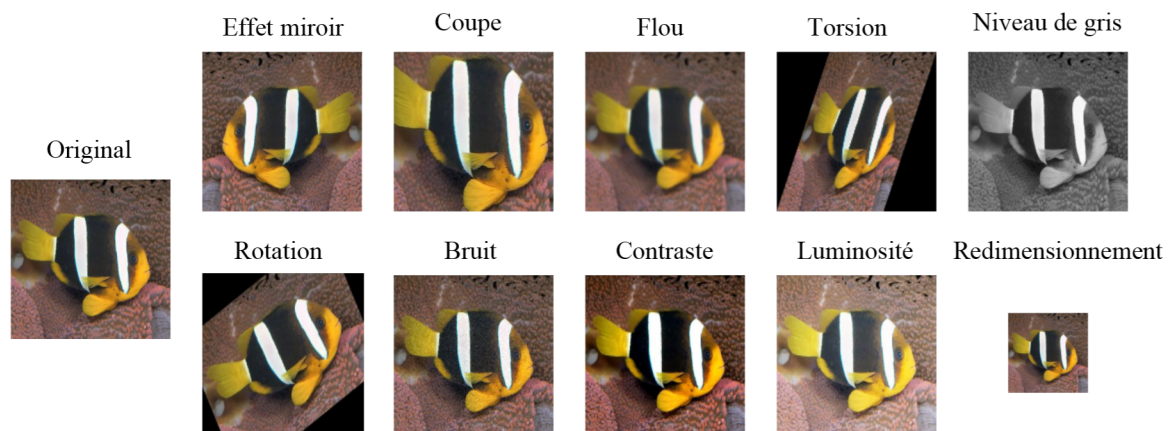 Effet miroir
Coupe
Flou
Torsion
Niveau de gris
Original
Rotation
Bruit
Contraste
Luminosité
Redimensionnement